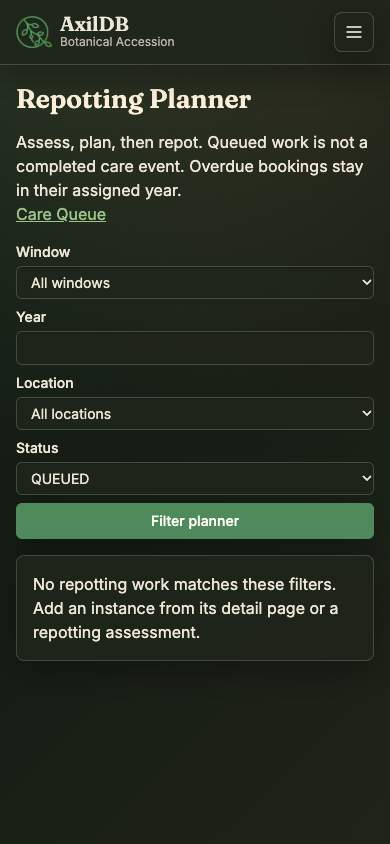 AxilDB
Botanical Accession
Repotting Planner
Assess, plan, then repot. Queued work is not a
completed care event. Overdue bookings stay
in their assigned year.
Care Queue
Window
All windows
Year
Location
All locations
Status
QUEUED
Filter planner
No repotting work matches these filters.
Add an instance from its detail page or a
repotting assessment.